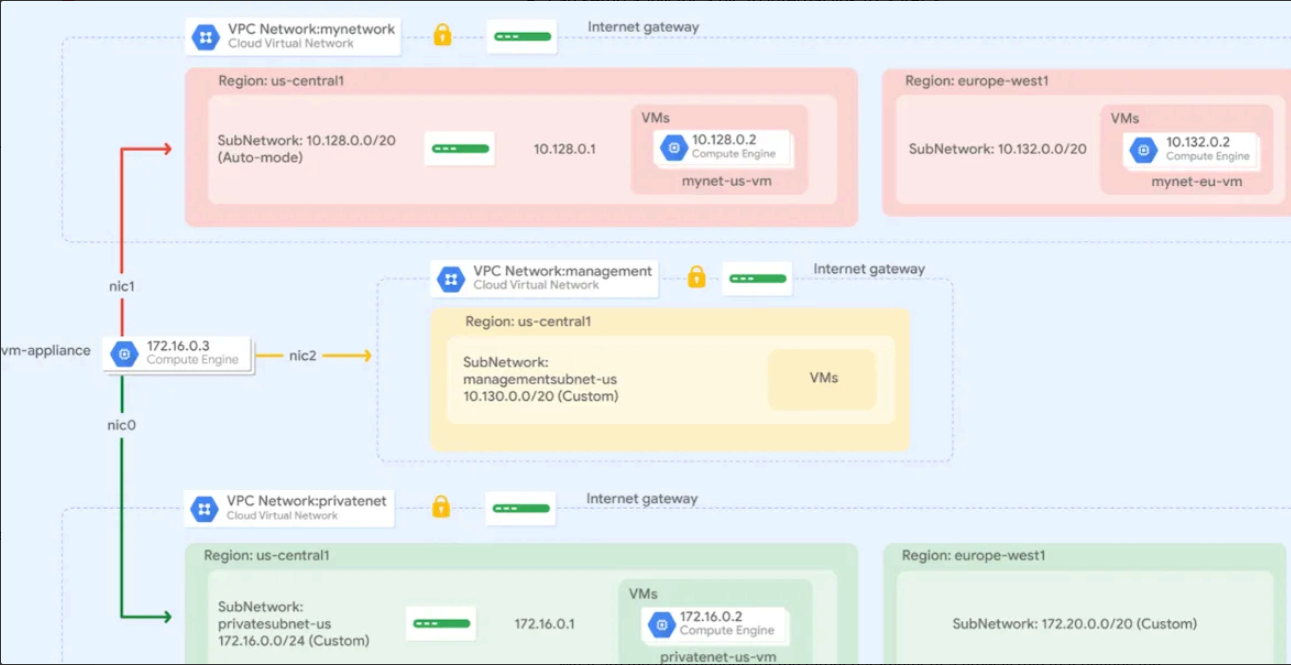 VPC Network:mynetwork
Cloud Virtual Network
Internet gateway
Region: us-central1
SubNetwork: 10.128.0.0/20
(Auto-mode)
10.128.0.1
VMs
10.128.0.2
Compute Engine
mynet-us-vm
Region: europe-west1
SubNetwork: 10.132.0.0/20
VMs
10.132.0.2
Compute Engine
mynet-eu-vm
nic1
VPC Network:management
Cloud Virtual Network
Internet gateway
Region: us-central1
SubNetwork:
managementsubnet-us
10.130.0.0/20 (Custom)
VMs
vm-appliance
172.16.0.3
Compute Engine
nic2
nic0
VPC Network:privatenet
Cloud Virtual Network
Internet gateway
Region: us-central1
SubNetwork:
privatesubnet-us
172.16.0.0/24 (Custom)
172.16.0.1
VMs
172.16.0.2
Compute Engine
privatenet-us-vm
Region: europe-west1
SubNetwork: 172.20.0.0/20 (Custom)